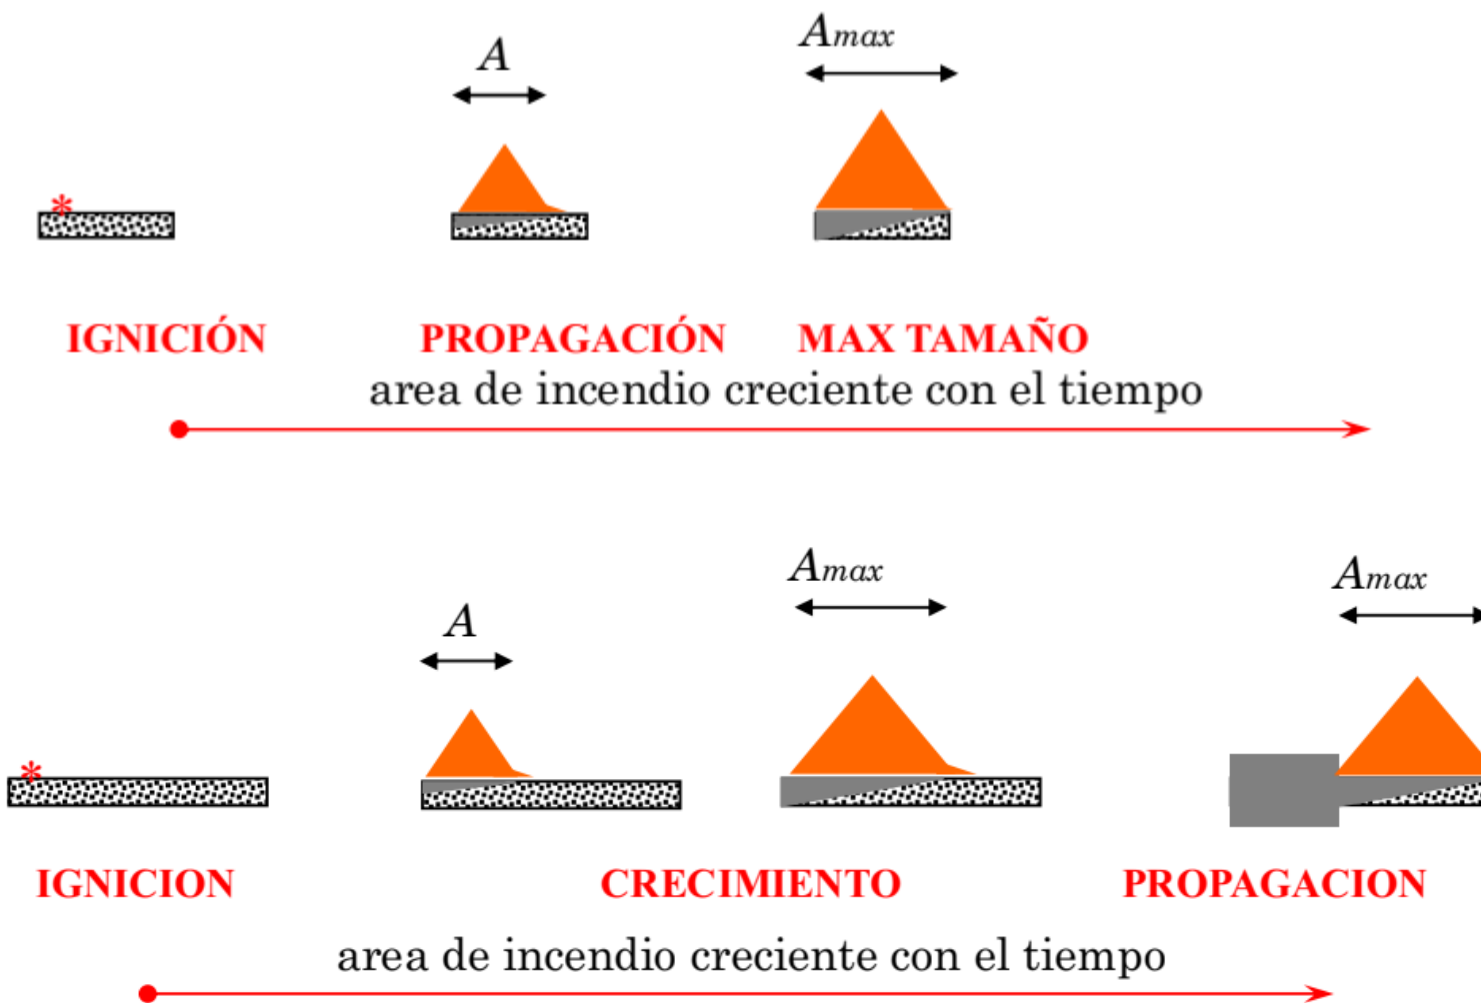 A
Amax
*
IGNICIÓN PROPAGACIÓN MAX TAMAÑO
area de incendio creciente con el tiempo
A
Amax
Amax
*
IGNICION CRECIMIENTO PROPAGACION
area de incendio creciente con el tiempo